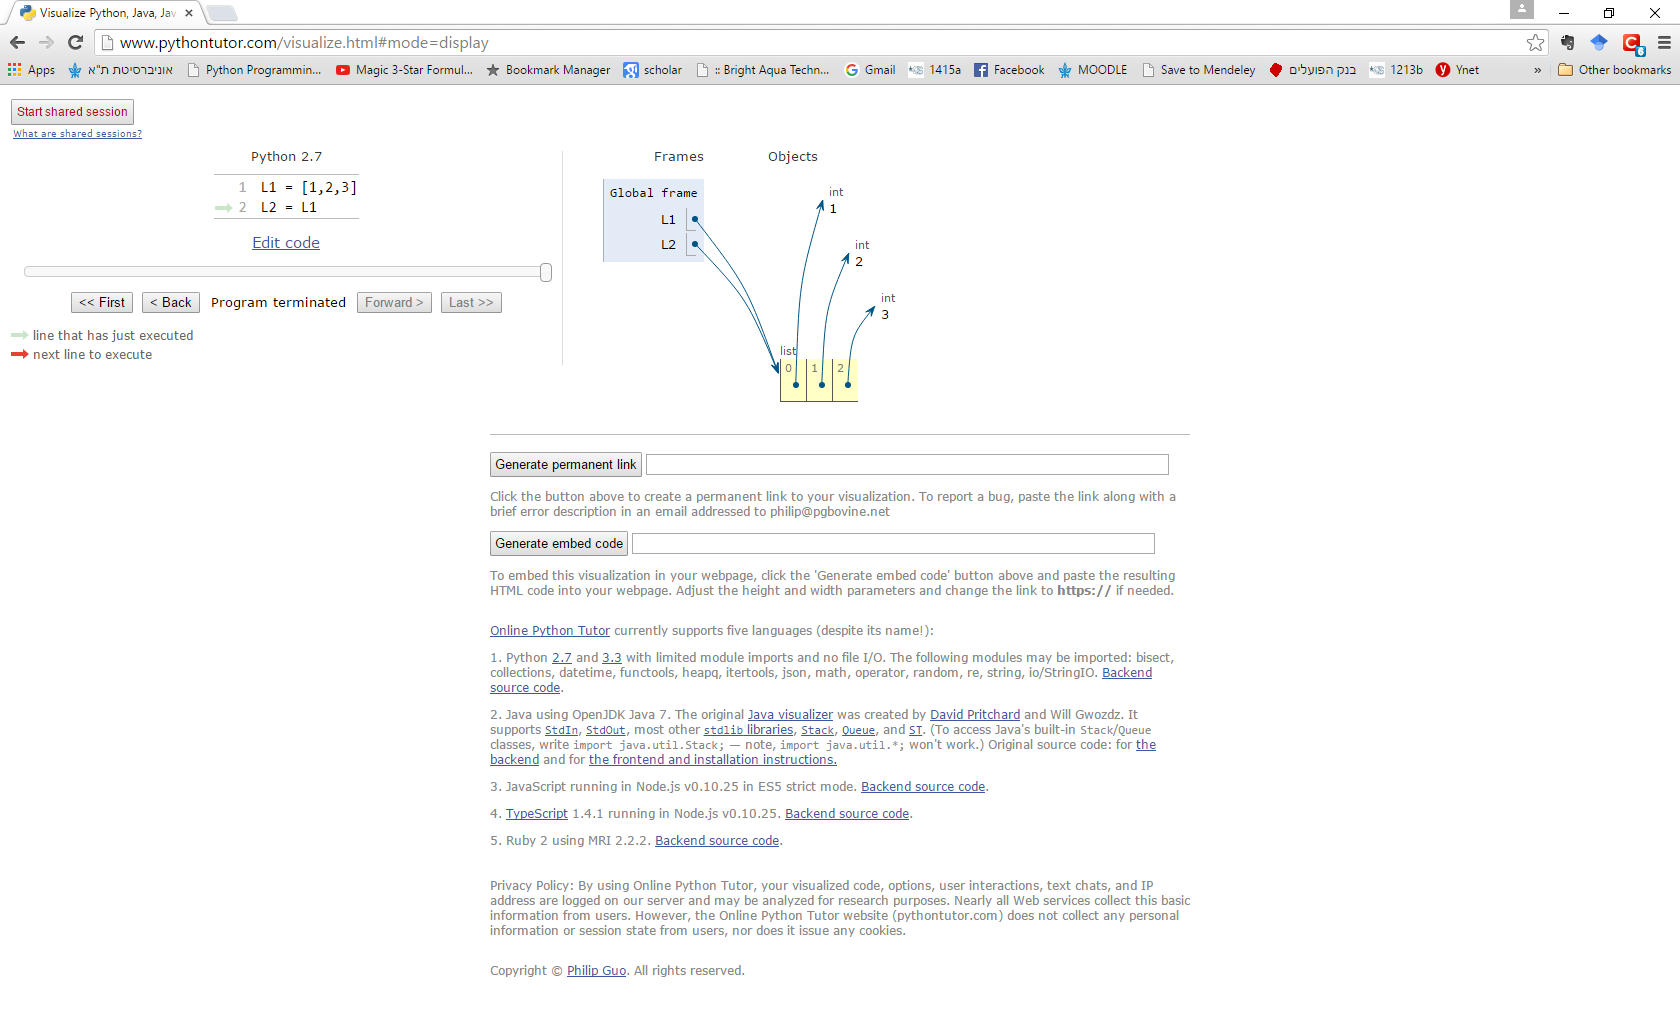 Visualize Python, Java, Jav
www.pythontutor.com/visualize.html#mode=display
Apps אוניברסיטת ת"א Python Programmin... Magic 3-Star Formul... Bookmark Manager scholar :: Bright Aqua Techn... Gmail 1415a Facebook MOODLE Save to Mendeley בנק הפועלים 1213b Ynet » Other bookmarks
Start shared session
What are shared sessions?
Python 2.7
1 L1 = [1,2,3]
2 L2 = L1
Edit code
<< First < Back Program terminated Forward > Last >>
line that has just executed
next line to execute
Frames Objects
Global frame
L1
L2
int
1
int
2
int
3
list
0 1 2
Generate permanent link
Click the button above to create a permanent link to your visualization. To report a bug, paste the link along with a
brief error description in an email addressed to philip@pgbovine.net
Generate embed code
To embed this visualization in your webpage, click the 'Generate embed code' button above and paste the resulting
HTML code into your webpage. Adjust the height and width parameters and change the link to https:// if needed.
Online Python Tutor currently supports five languages (despite its name!):
1. Python 2.7 and 3.3 with limited module imports and no file I/O. The following modules may be imported: bisect,
collections, datetime, functools, heapq, itertools, json, math, operator, random, re, string, io/StringIO. Backend
source code.
2. Java using OpenJDK Java 7. The original Java visualizer was created by David Pritchard and Will Gwozdz. It
supports StdIn, StdOut, most other stdlib libraries, Stack, Queue, and ST. (To access Java's built-in Stack/Queue
classes, write import java.util.Stack; — note, import java.util.*; won't work.) Original source code: for the
backend and for the frontend and installation instructions.
3. JavaScript running in Node.js v0.10.25 in ES5 strict mode. Backend source code.
4. TypeScript 1.4.1 running in Node.js v0.10.25. Backend source code.
5. Ruby 2 using MRI 2.2.2. Backend source code.
Privacy Policy: By using Online Python Tutor, your visualized code, options, user interactions, text chats, and IP
address are logged on our server and may be analyzed for research purposes. Nearly all Web services collect this basic
information from users. However, the Online Python Tutor website (pythontutor.com) does not collect any personal
information or session state from users, nor does it issue any cookies.
Copyright © Philip Guo. All rights reserved.